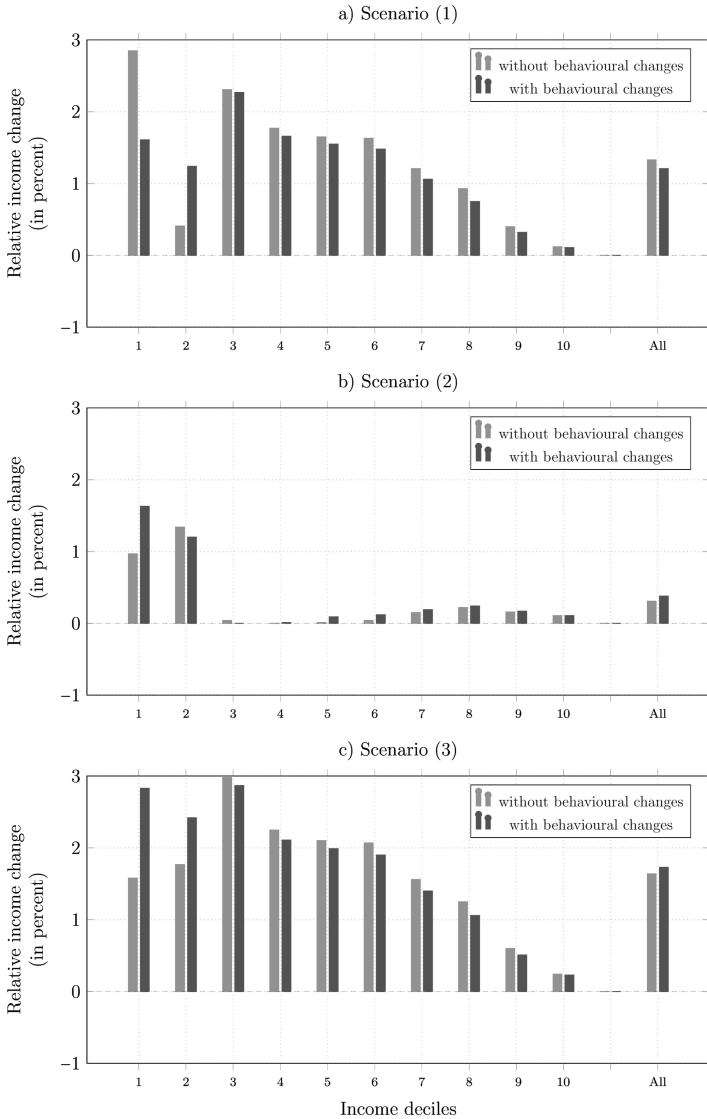 a) Scenario (1)
Relative income change
(in percent)
3
2
1
0
−1
without behavioural changes
with behavioural changes
1 2 3 4 5 6 7 8 9 10 All
b) Scenario (2)
Relative income change
(in percent)
3
2
1
0
−1
without behavioural changes
with behavioural changes
1 2 3 4 5 6 7 8 9 10 All
c) Scenario (3)
Relative income change
(in percent)
3
2
1
0
−1
without behavioural changes
with behavioural changes
1 2 3 4 5 6 7 8 9 10 All
Income deciles